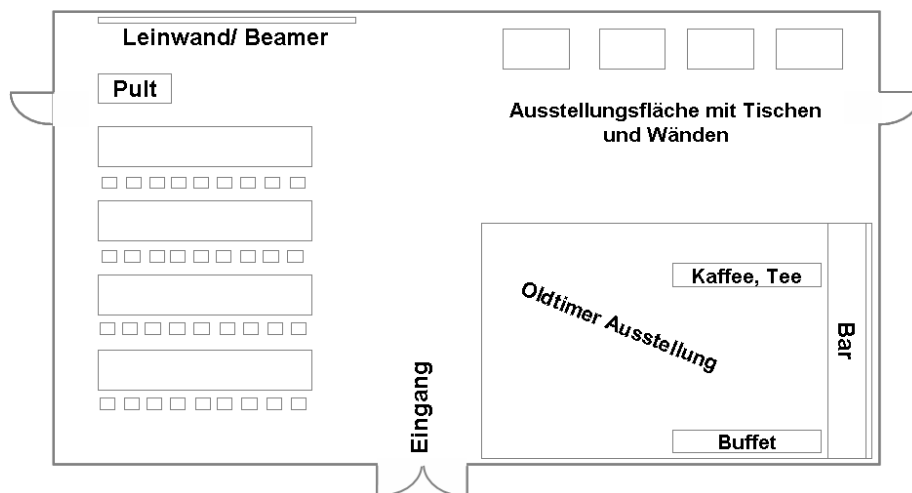 Leinwand/ Beamer
Pult
Ausstellungsfläche mit Tischen
und Wänden
Kaffee, Tee
Oldtimer Ausstellung
Bar
Eingang
Buffet